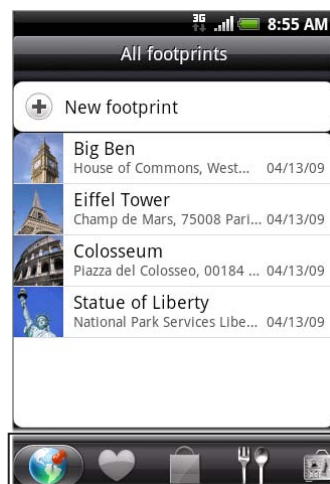 3G 8:55 AM
All footprints
New footprint
Big Ben
House of Commons, West... 04/13/09
Eiffel Tower
Champ de Mars, 75008 Pari... 04/13/09
Colosseum
Piazza del Colosseo, 00184 ... 04/13/09
Statue of Liberty
National Park Services Libe... 04/13/09